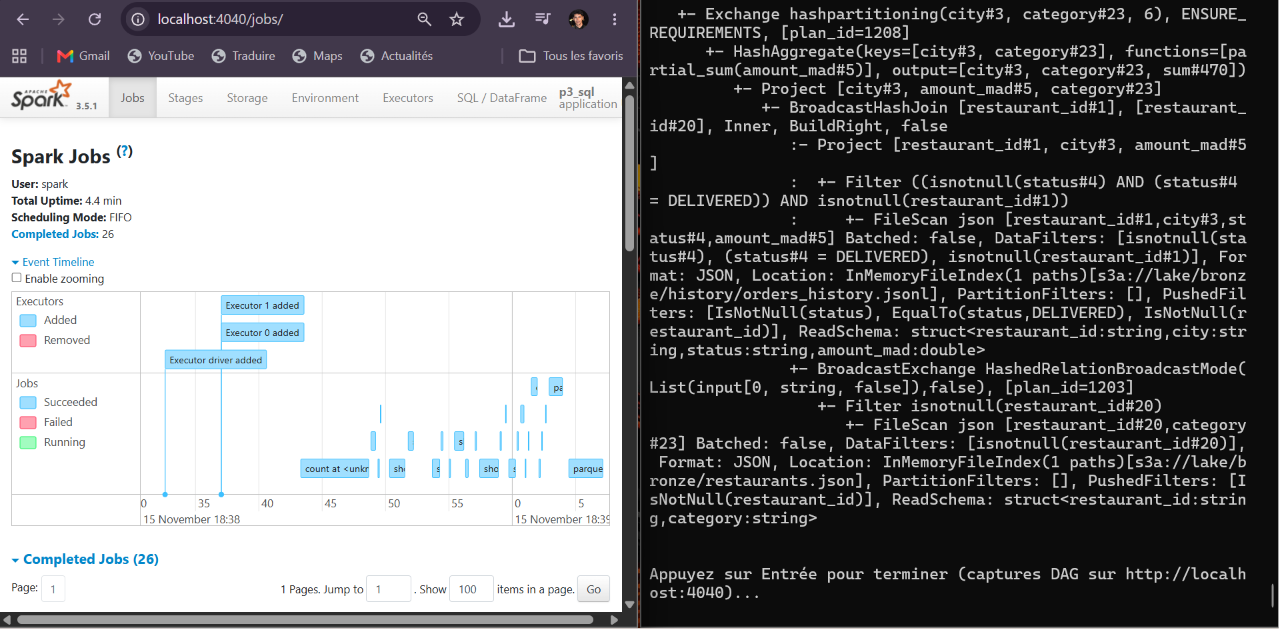 localhost:4040/jobs/
Gmail YouTube Traduire Maps Actualités Tous les favoris
APACHE Spark 3.5.1 Jobs Stages Storage Environment Executors SQL / DataFrame p3_sql application
Spark Jobs (?)
User: spark
Total Uptime: 4.4 min
Scheduling Mode: FIFO
Completed Jobs: 26
Event Timeline
Enable zooming
Executors
Added
Removed
Executor 1 added
Executor 0 added
Executor driver added
Jobs
Succeeded
Failed
Running
pa
s
count at <unkn sho s sho s parque
0 35 40 45 50 55 0 5
15 November 18:38 15 November 18:39
Completed Jobs (26)
Page: 1 1 Pages. Jump to 1 . Show 100 items in a page. Go
+- Exchange hashpartitioning(city#3, category#23, 6), ENSURE_
REQUIREMENTS, [plan_id=1208]
+- HashAggregate(keys=[city#3, category#23], functions=[pa
rtial_sum(amount_mad#5)], output=[city#3, category#23, sum#470])
+- Project [city#3, amount_mad#5, category#23]
+- BroadcastHashJoin [restaurant_id#1], [restaurant_
id#20], Inner, BuildRight, false
:- Project [restaurant_id#1, city#3, amount_mad#5
]
: +- Filter ((isnotnull(status#4) AND (status#4
= DELIVERED)) AND isnotnull(restaurant_id#1))
: +- FileScan json [restaurant_id#1,city#3,st
atus#4,amount_mad#5] Batched: false, DataFilters: [isnotnull(sta
tus#4), (status#4 = DELIVERED), isnotnull(restaurant_id#1)], For
mat: JSON, Location: InMemoryFileIndex(1 paths)[s3a://lake/bronz
e/history/orders_history.jsonl], PartitionFilters: [], PushedFil
ters: [IsNotNull(status), EqualTo(status,DELIVERED), IsNotNull(r
estaurant_id)], ReadSchema: struct<restaurant_id:string,city:str
ing,status:string,amount_mad:double>
+- BroadcastExchange HashedRelationBroadcastMode(
List(input[0, string, false]),false), [plan_id=1203]
+- Filter isnotnull(restaurant_id#20)
+- FileScan json [restaurant_id#20,category
#23] Batched: false, DataFilters: [isnotnull(restaurant_id#20)],
Format: JSON, Location: InMemoryFileIndex(1 paths)[s3a://lake/b
ronze/restaurants.json], PartitionFilters: [], PushedFilters: [I
sNotNull(restaurant_id)], ReadSchema: struct<restaurant_id:strin
g,category:string>
Appuyez sur Entrée pour terminer (captures DAG sur http://localh
ost:4040)...